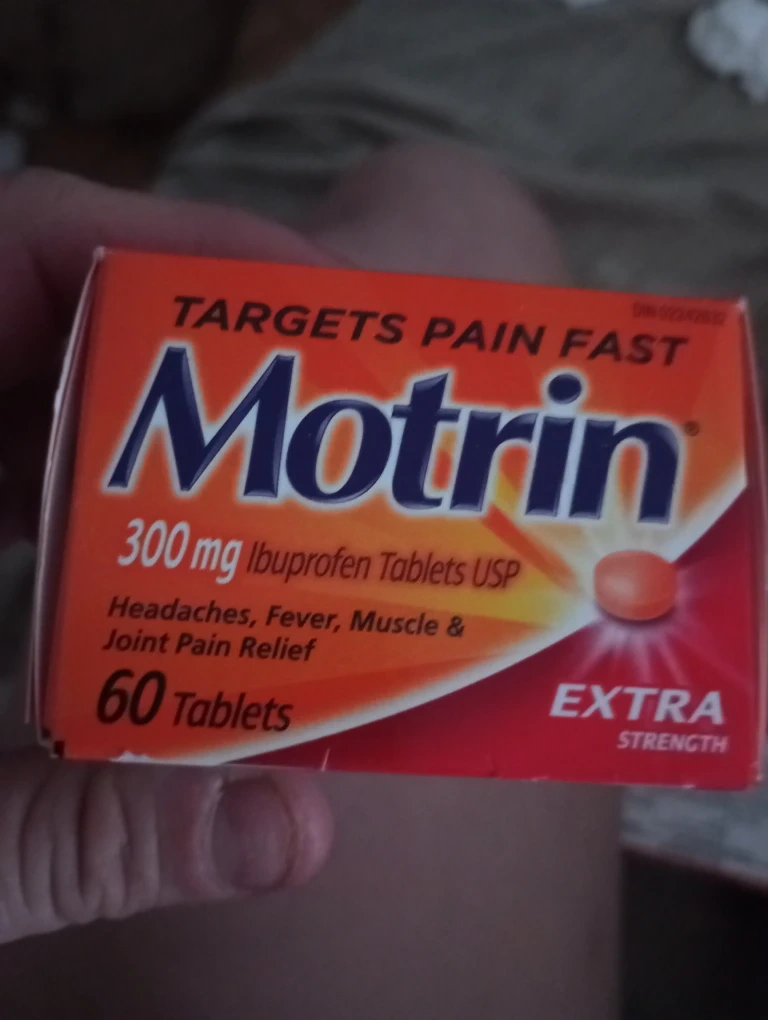 TARGETS PAIN FAST
Motrin®
300 mg Ibuprofen Tablets USP
Headaches, Fever, Muscle &
Joint Pain Relief
60 Tablets
EXTRA
STRENGTH